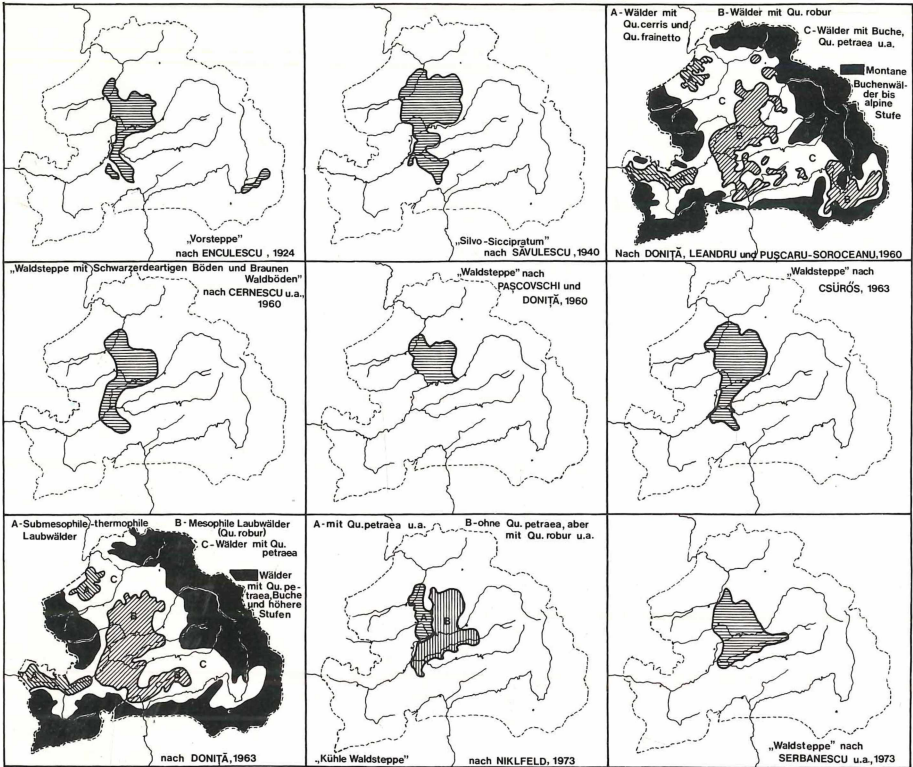 „Vorsteppe"
nach ENCULESCU, 1924
„Silvo-Siccipratum"
nach SĂVULESCU, 1940
A-Wälder mit
Qu. cerris und
Qu. frainetto
B-Wälder mit Qu. robur
C-Wälder mit Buche,
Qu. petraea u.a.
Montane
Buchenwäl-
der bis
alpine
Stufe
C
B
C
B
Nach DONIȚĂ, LEANDRU und PUȘCARU-SOROCEANU, 1960
„Waldsteppe mit Schwarzerdeartigen Böden und Braunen
Waldböden"
nach CERNESCU u.a.,
1960
„Waldsteppe" nach
PAȘCOVSCHI und
DONIȚĂ, 1960
„Waldsteppe" nach
CSŰRŐS, 1963
A-Submesophile/-thermophile
Laubwälder
B-Mesophile Laubwälder
(Qu. robur)
C-Wälder mit Qu.
petraea
Wälder
mit Qu. pe-
traea, Buche
und höhere
Stufen
C
B
C
B
nach DONIȚĂ, 1963
A-mit Qu. petraea u.a.
B-ohne Qu. petraea, aber
mit Qu. robur u.a.
A
B
„Kühle Waldsteppe"
nach NIKLFELD, 1973
„Waldsteppe" nach
SERBANESCU u.a., 1973